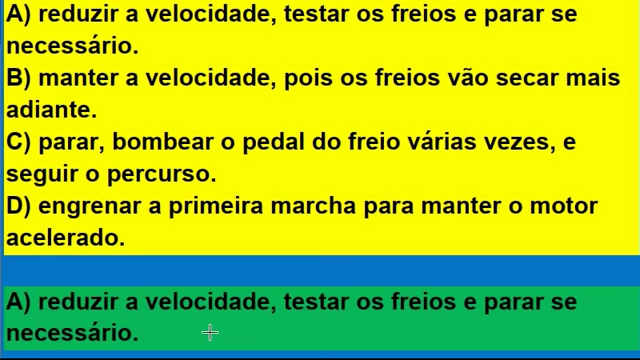 A) reduzir a velocidade, testar os freios e parar se
necessário.
B) manter a velocidade, pois os freios vão secar mais
adiante.
C) parar, bombear o pedal do freio várias vezes, e
seguir o percurso.
D) engrenar a primeira marcha para manter o motor
acelerado.
A) reduzir a velocidade, testar os freios e parar se
necessário.